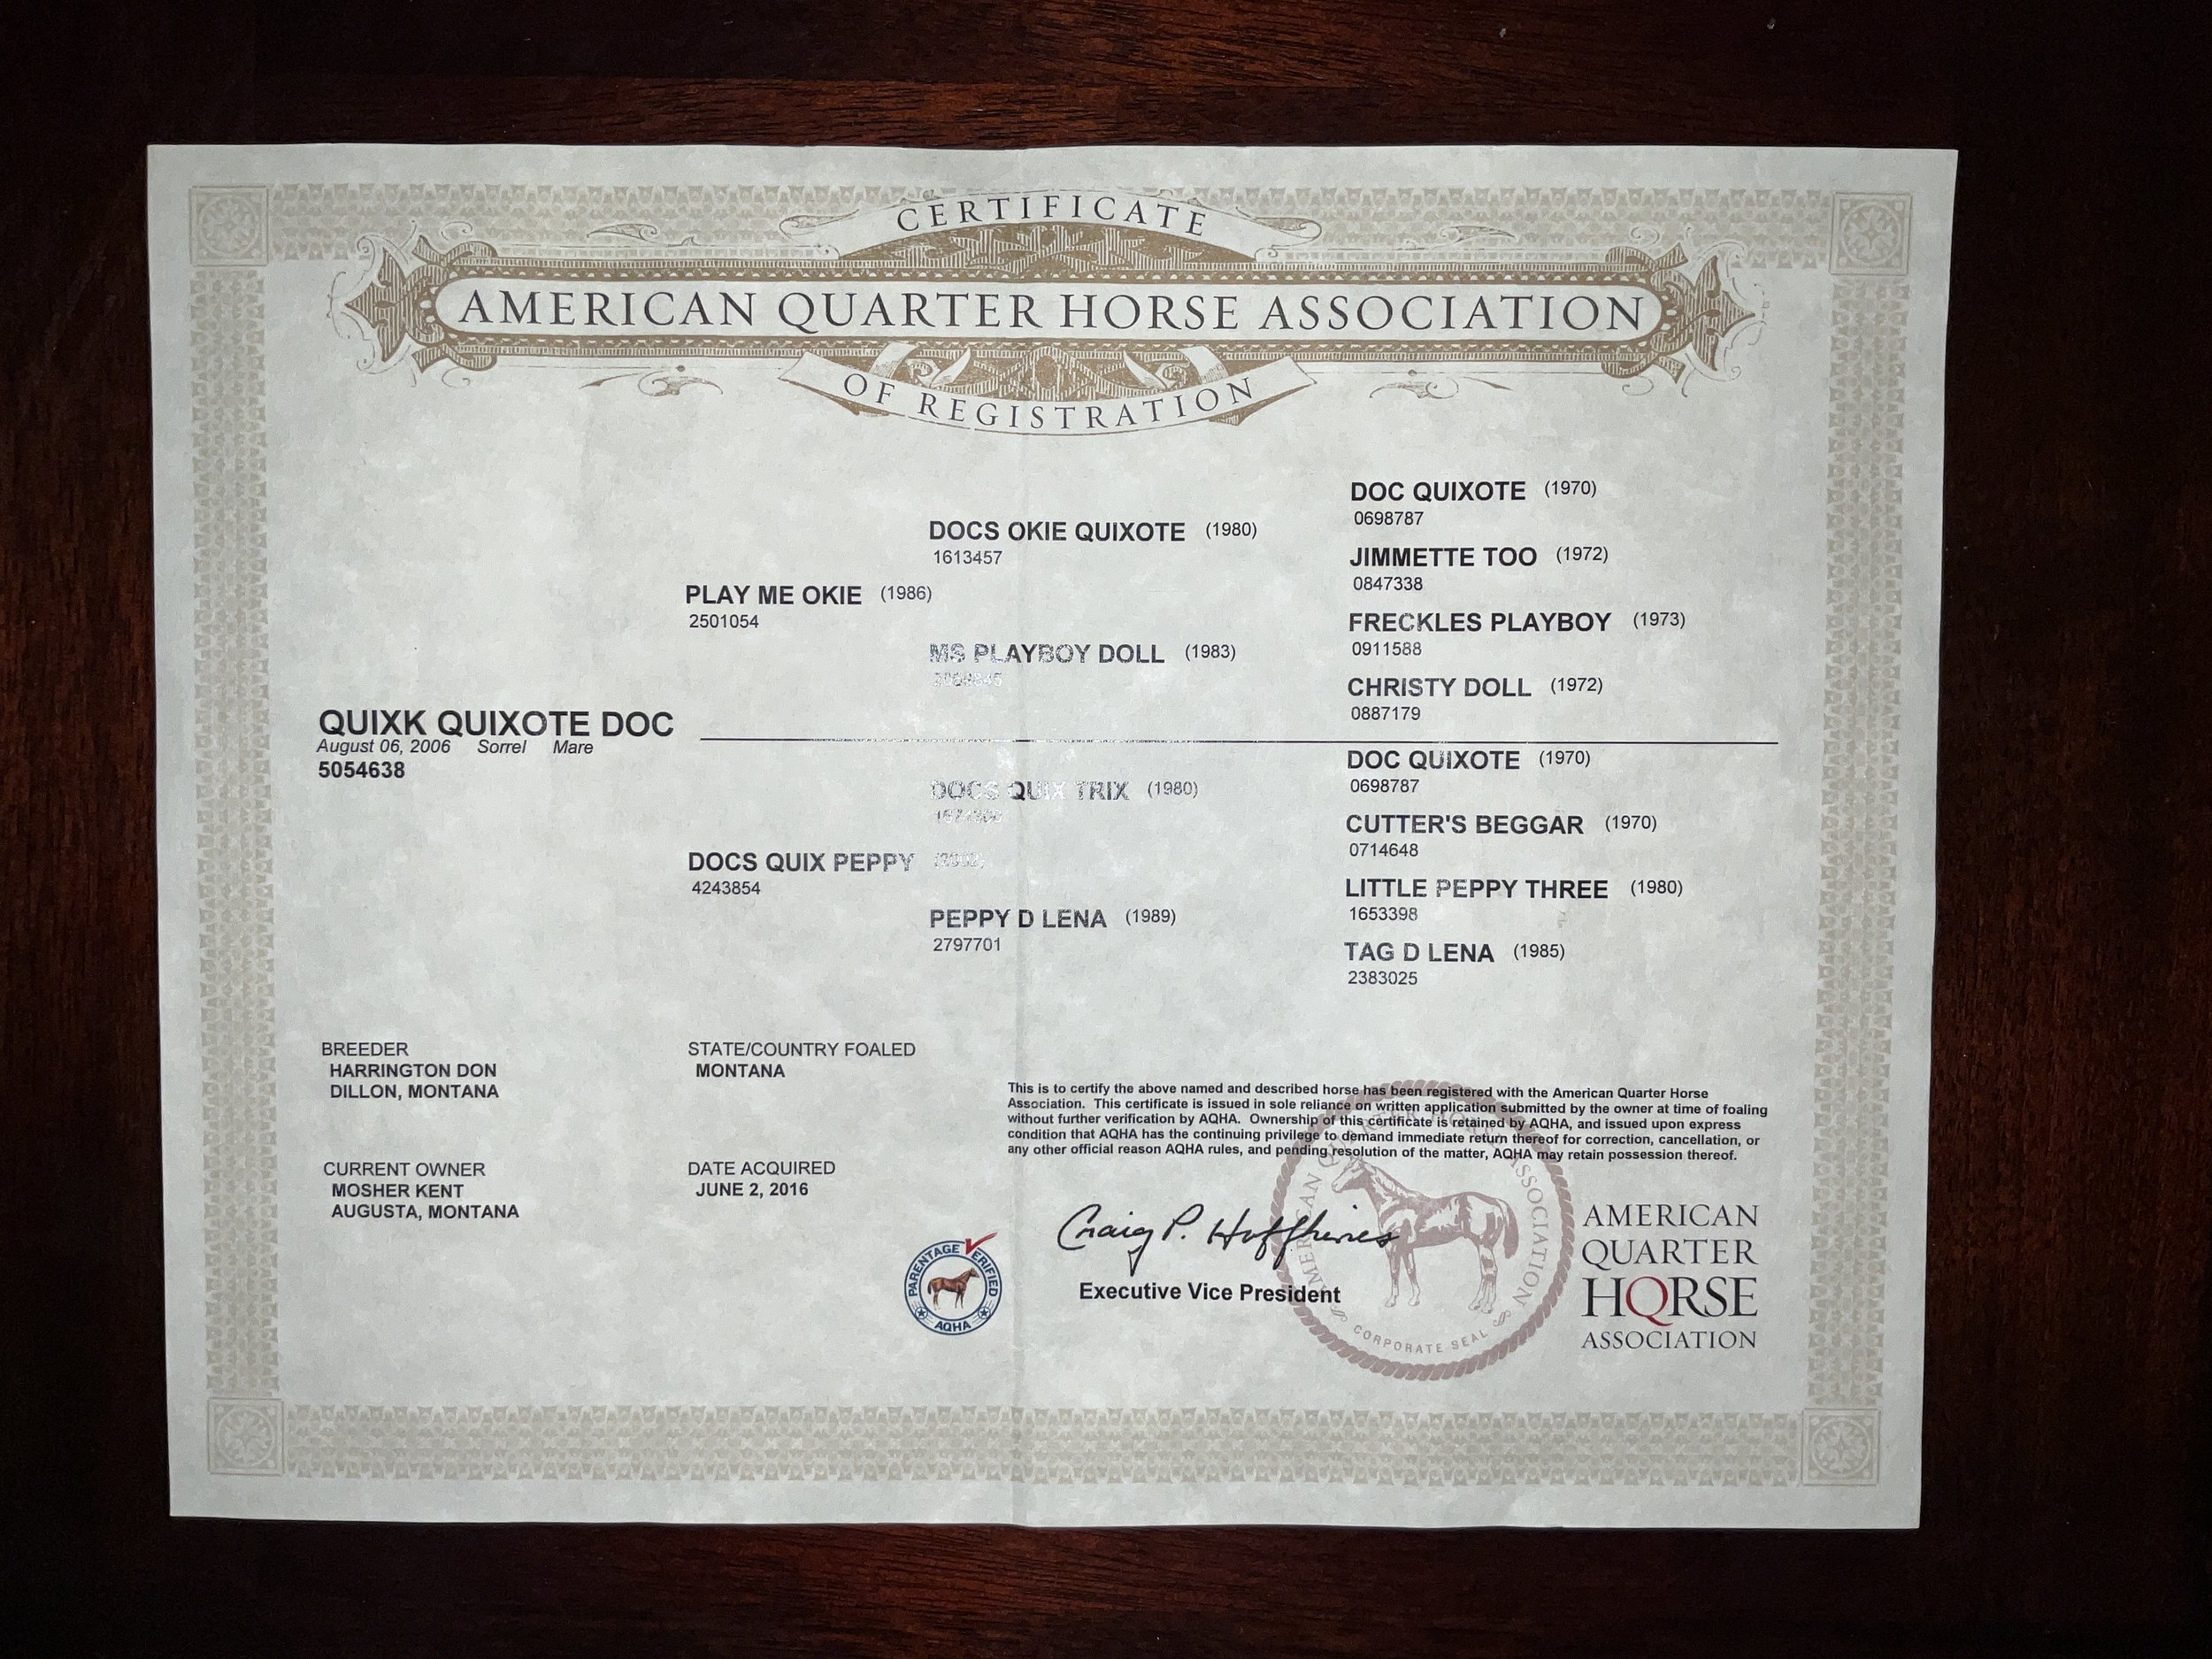 CERTIFICATE
AMERICAN QUARTER HORSE ASSOCIATION
OF REGISTRATION
DOC QUIXOTE (1970)
0698787
DOCS OKIE QUIXOTE (1980)
1613457
JIMMETTE TOO (1972)
0847338
PLAY ME OKIE (1986)
2501054
FRECKLES PLAYBOY (1973)
0911588
MS PLAYBOY DOLL (1983)
CHRISTY DOLL (1972)
0887179
QUIXK QUIXOTE DOC
August 06, 2006 Sorrel Mare
5054638
DOC QUIXOTE (1970)
0698787
DOCS QUIX TRIX (1980)
CUTTER'S BEGGAR (1970)
0714648
DOCS QUIX PEPPY
4243854
LITTLE PEPPY THREE (1980)
1653398
PEPPY D LENA (1989)
2797701
TAG D LENA (1985)
2383025
BREEDER
HARRINGTON DON
DILLON, MONTANA
STATE/COUNTRY FOALED
MONTANA
CURRENT OWNER
MOSHER KENT
AUGUSTA, MONTANA
DATE ACQUIRED
JUNE 2, 2016
This is to certify the above named and described horse has been registered with the American Quarter Horse
Association. This certificate is issued in sole reliance on written application submitted by the owner at time of foaling
without further verification by AQHA. Ownership of this certificate is retained by AQHA, and issued upon express
condition that AQHA has the continuing privilege to demand immediate return thereof for correction, cancellation, or
any other official reason AQHA rules, and pending resolution of the matter, AQHA may retain possession thereof.
Craig P. Huffhines
Executive Vice President
PARENTAGE VERIFIED
AQHA
AMERICAN QUARTER HORSE ASSOCIATION
CORPORATE SEAL
AMERICAN
QUARTER
HORSE
ASSOCIATION